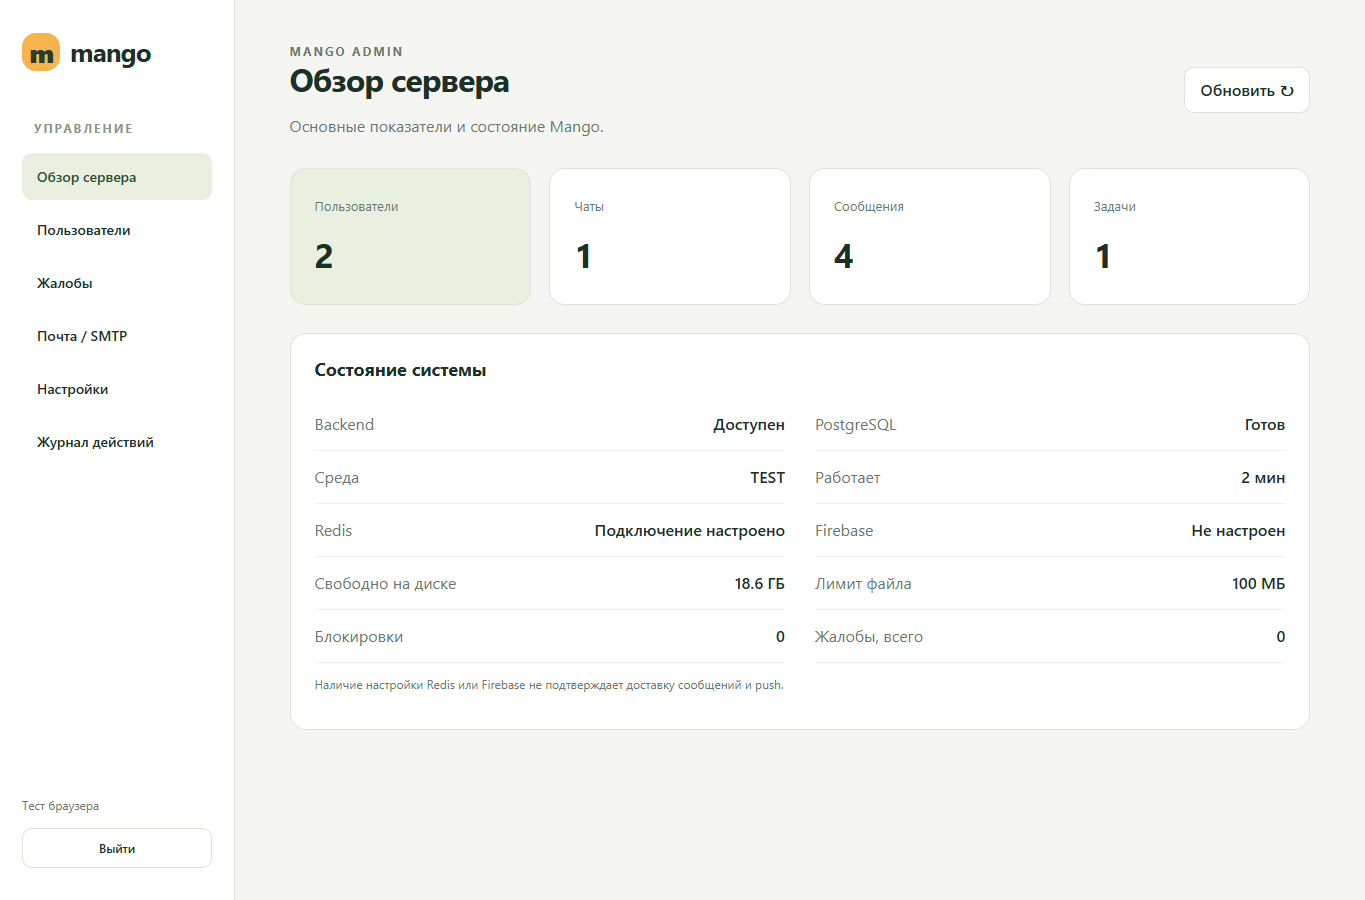 m mango
УПРАВЛЕНИЕ
Обзор сервера
Пользователи
Жалобы
Почта / SMTP
Настройки
Журнал действий
Тест браузера
Выйти
MANGO ADMIN
Обзор сервера
Основные показатели и состояние Mango.
Обновить ↻
Пользователи
2
Чаты
1
Сообщения
4
Задачи
1
Состояние системы
Backend Доступен
PostgreSQL Готов
Среда TEST
Работает 2 мин
Redis Подключение настроено
Firebase Не настроен
Свободно на диске 18.6 ГБ
Лимит файла 100 МБ
Блокировки 0
Жалобы, всего 0
Наличие настройки Redis или Firebase не подтверждает доставку сообщений и push.